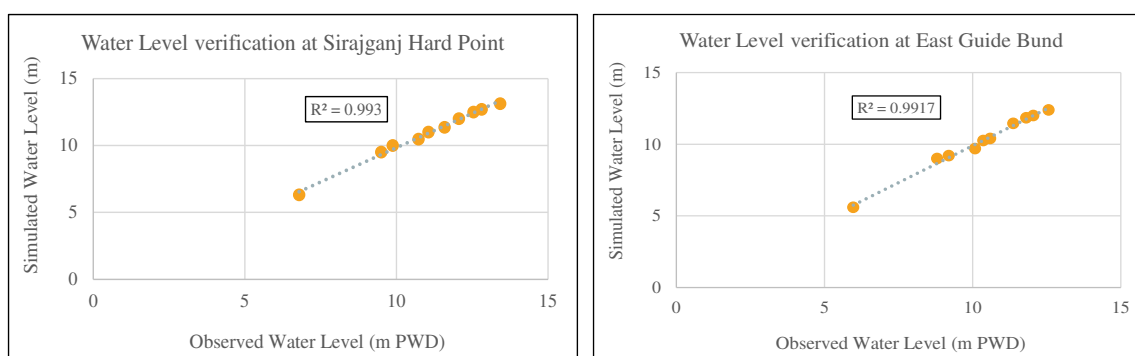 Water Level verification at Sirajganj Hard Point
Simulated Water Level (m)
15
10
5
0
R² = 0.993
0
5
10
15
Observed Water Level (m PWD)
Water Level verification at East Guide Bund
Simulated Water Level (m)
15
10
5
0
R² = 0.9917
0
5
10
15
Observed Water Level (m PWD)